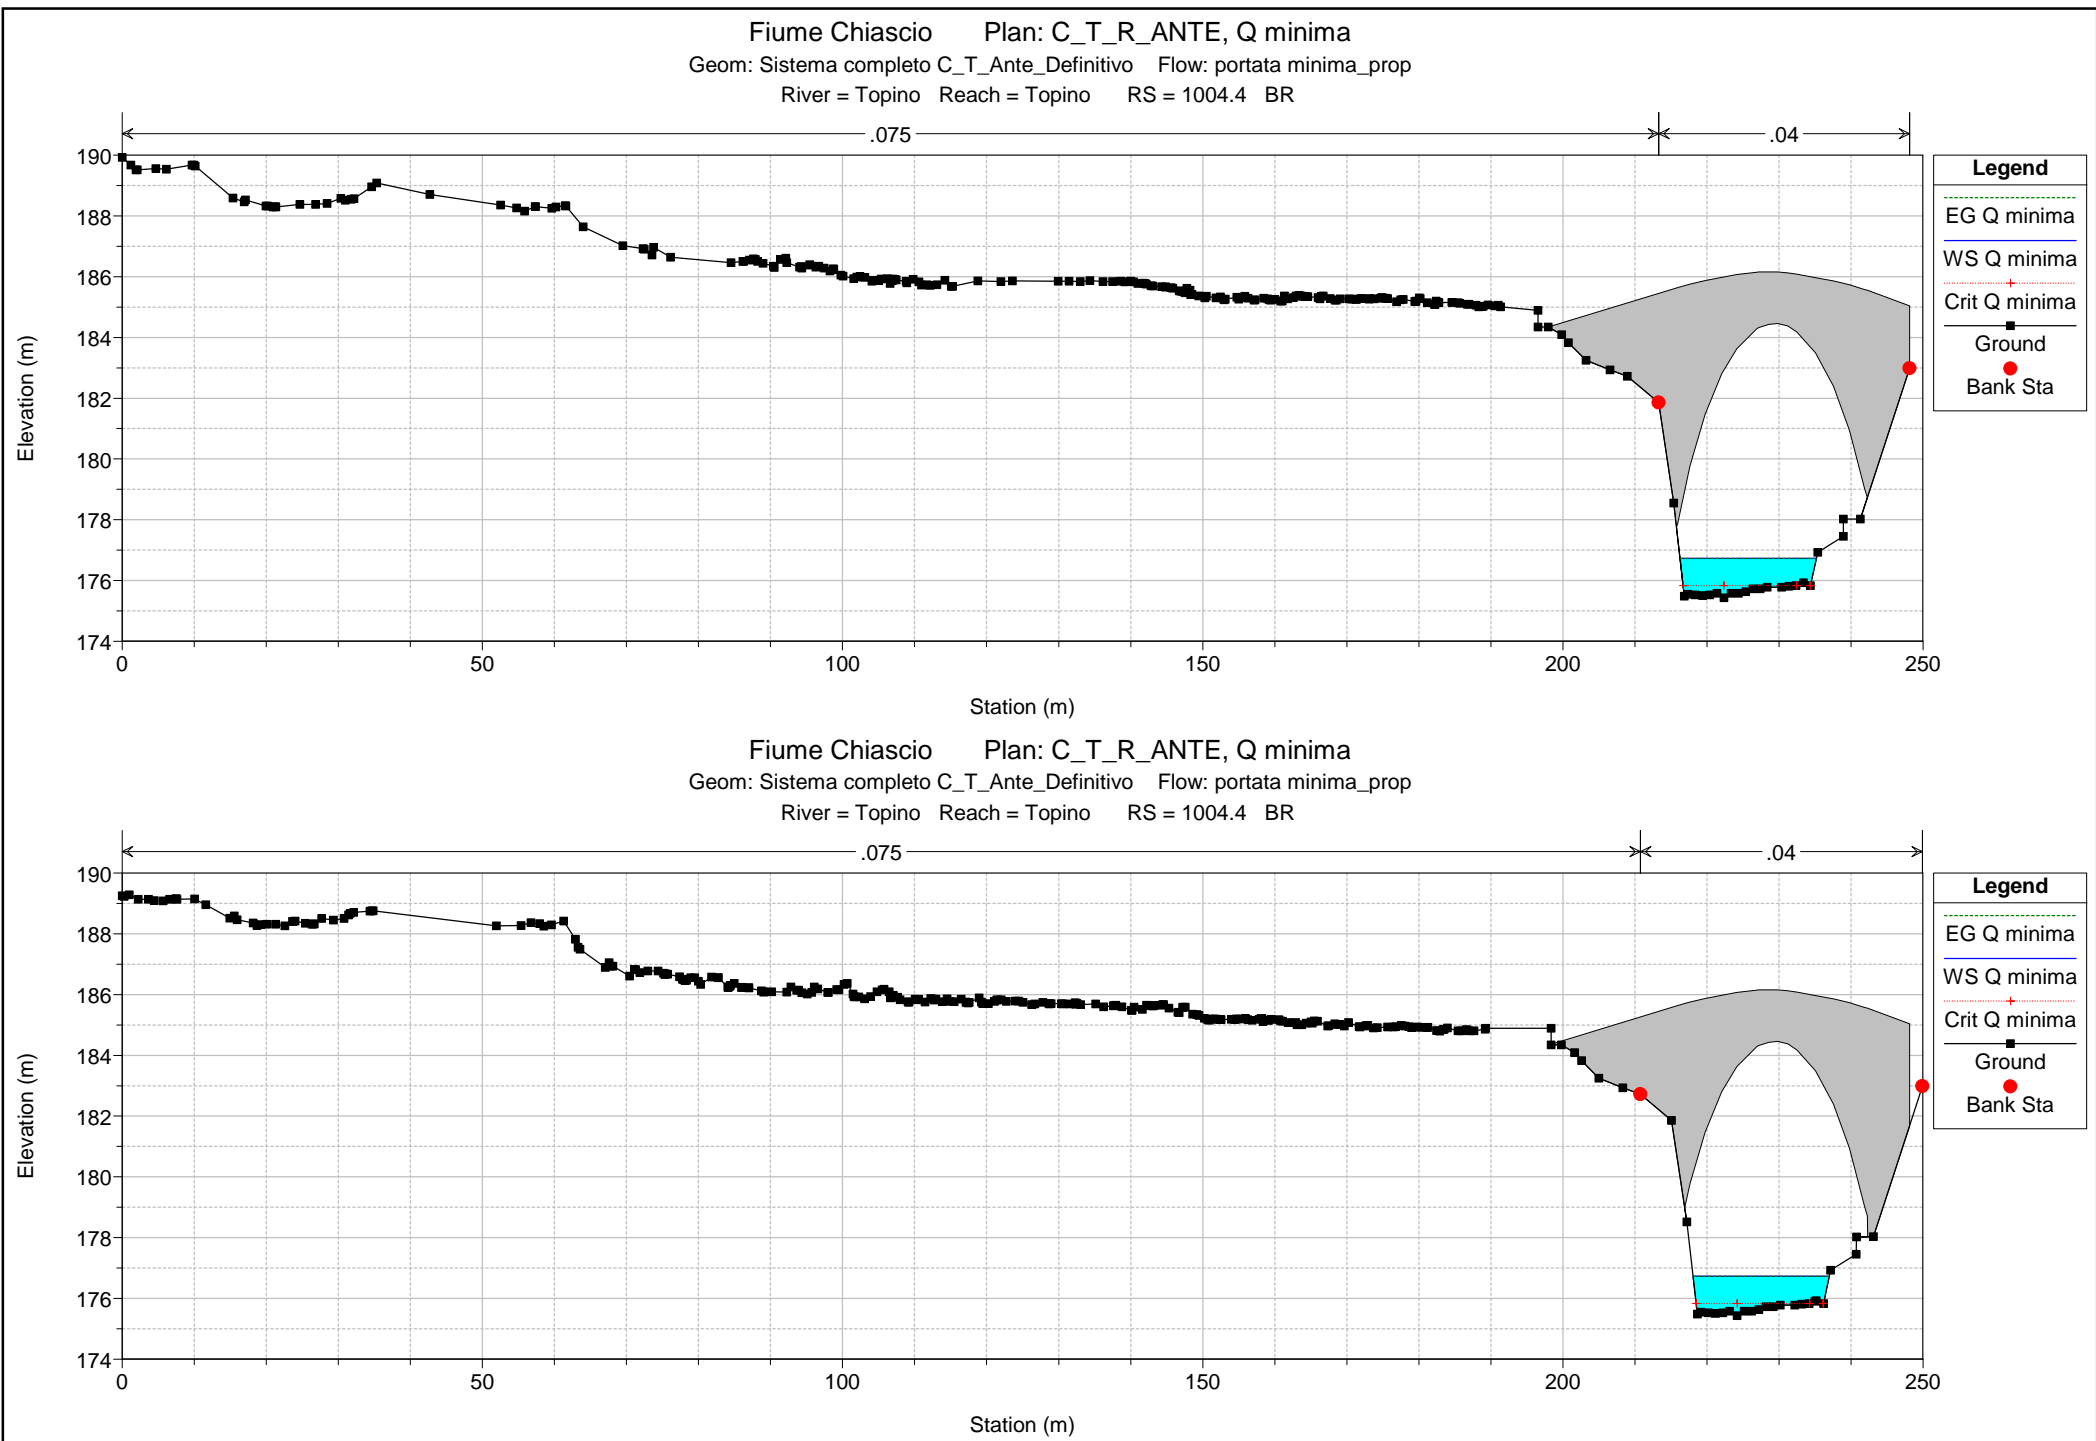 Fiume Chiascio Plan: C_T_R_ANTE, Q minima
Geom: Sistema completo C_T_Ante_Definitivo Flow: portata minima_prop
River = Topino Reach = Topino RS = 1004.4 BR
.075 .04
190
188
186
184
182
180
178
176
174
Elevation (m)
0 50 100 150 200 250
Station (m)
Legend
EG Q minima
WS Q minima
Crit Q minima
Ground
Bank Sta
Fiume Chiascio Plan: C_T_R_ANTE, Q minima
Geom: Sistema completo C_T_Ante_Definitivo Flow: portata minima_prop
River = Topino Reach = Topino RS = 1004.4 BR
.075 .04
190
188
186
184
182
180
178
176
174
Elevation (m)
0 50 100 150 200 250
Station (m)
Legend
EG Q minima
WS Q minima
Crit Q minima
Ground
Bank Sta